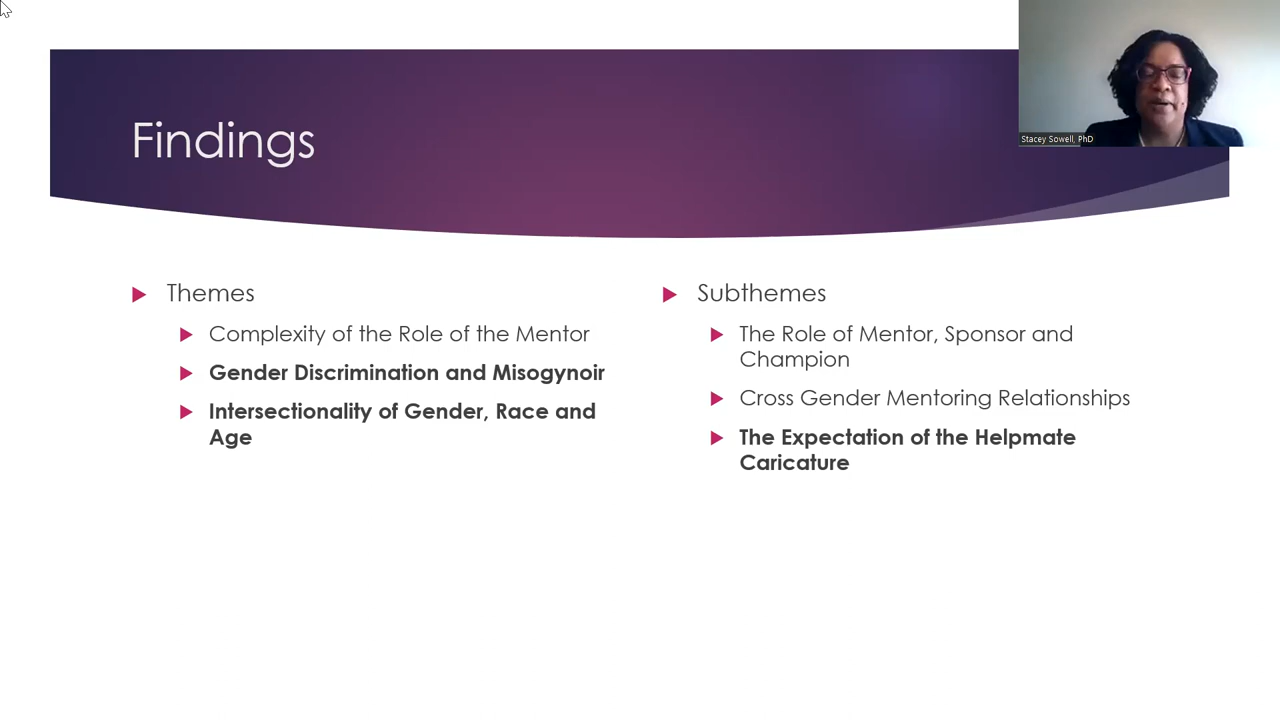 Findings
Stacey Sowell, PhD
Themes
Complexity of the Role of the Mentor
Gender Discrimination and Misogynoir
Intersectionality of Gender, Race and
Age
Subthemes
The Role of Mentor, Sponsor and
Champion
Cross Gender Mentoring Relationships
The Expectation of the Helpmate
Caricature